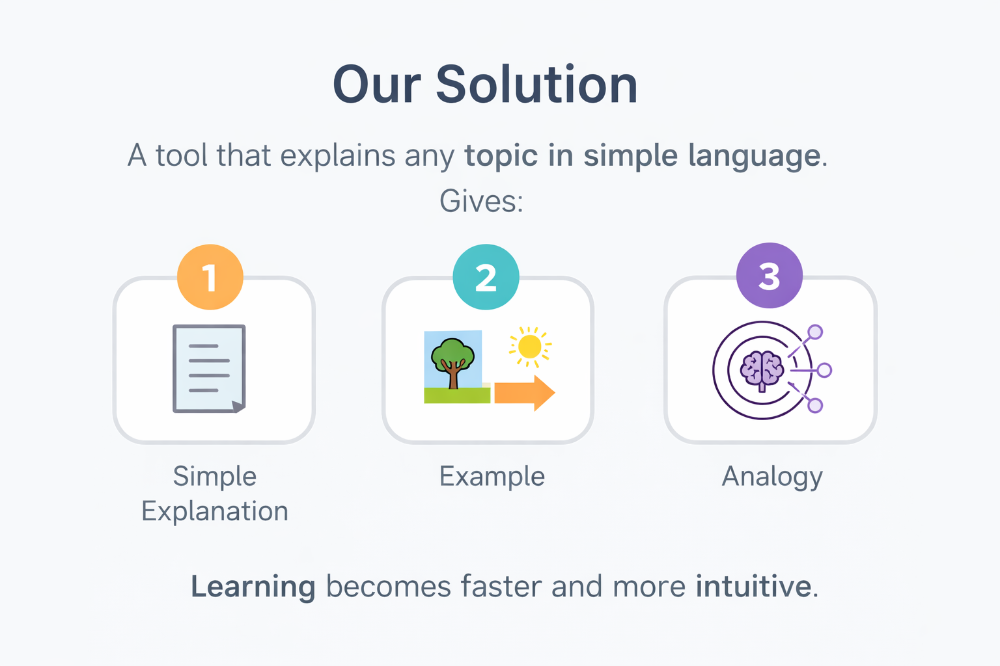 Our Solution
A tool that explains any topic in simple language.
Gives:
1
2
3
Simple
Explanation
Example
Analogy
Learning becomes faster and more intuitive.